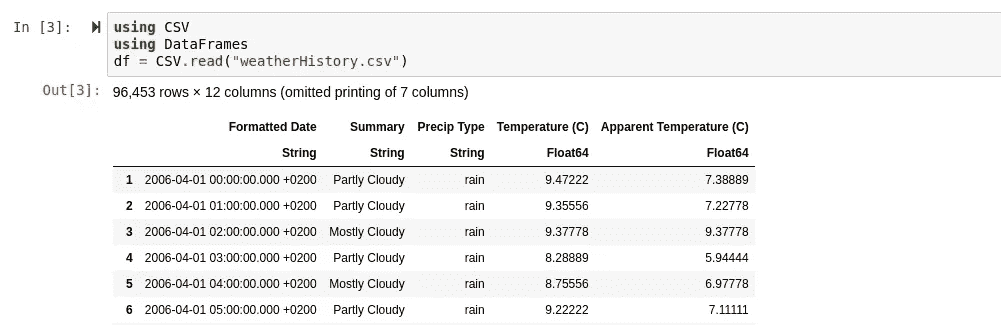 In [3]:
using CSV
using DataFrames
df = CSV.read("weatherHistory.csv")
Out[3]: 96,453 rows × 12 columns (omitted printing of 7 columns)
Formatted Date Summary Precip Type Temperature (C) Apparent Temperature (C)
String String String Float64 Float64
1 2006-04-01 00:00:00.000 +0200 Partly Cloudy rain 9.47222 7.38889
2 2006-04-01 01:00:00.000 +0200 Partly Cloudy rain 9.35556 7.22778
3 2006-04-01 02:00:00.000 +0200 Mostly Cloudy rain 9.37778 9.37778
4 2006-04-01 03:00:00.000 +0200 Partly Cloudy rain 8.28889 5.94444
5 2006-04-01 04:00:00.000 +0200 Mostly Cloudy rain 8.75556 6.97778
6 2006-04-01 05:00:00.000 +0200 Partly Cloudy rain 9.22222 7.11111